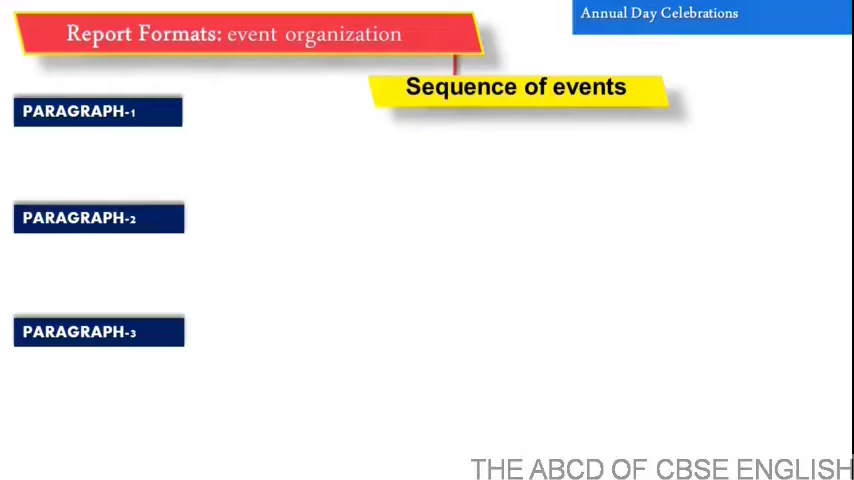 Annual Day Celebrations
Report Formats: event organization
Sequence of events
PARAGRAPH-1
PARAGRAPH-2
PARAGRAPH-3
THE ABCD OF CBSE ENGLISH